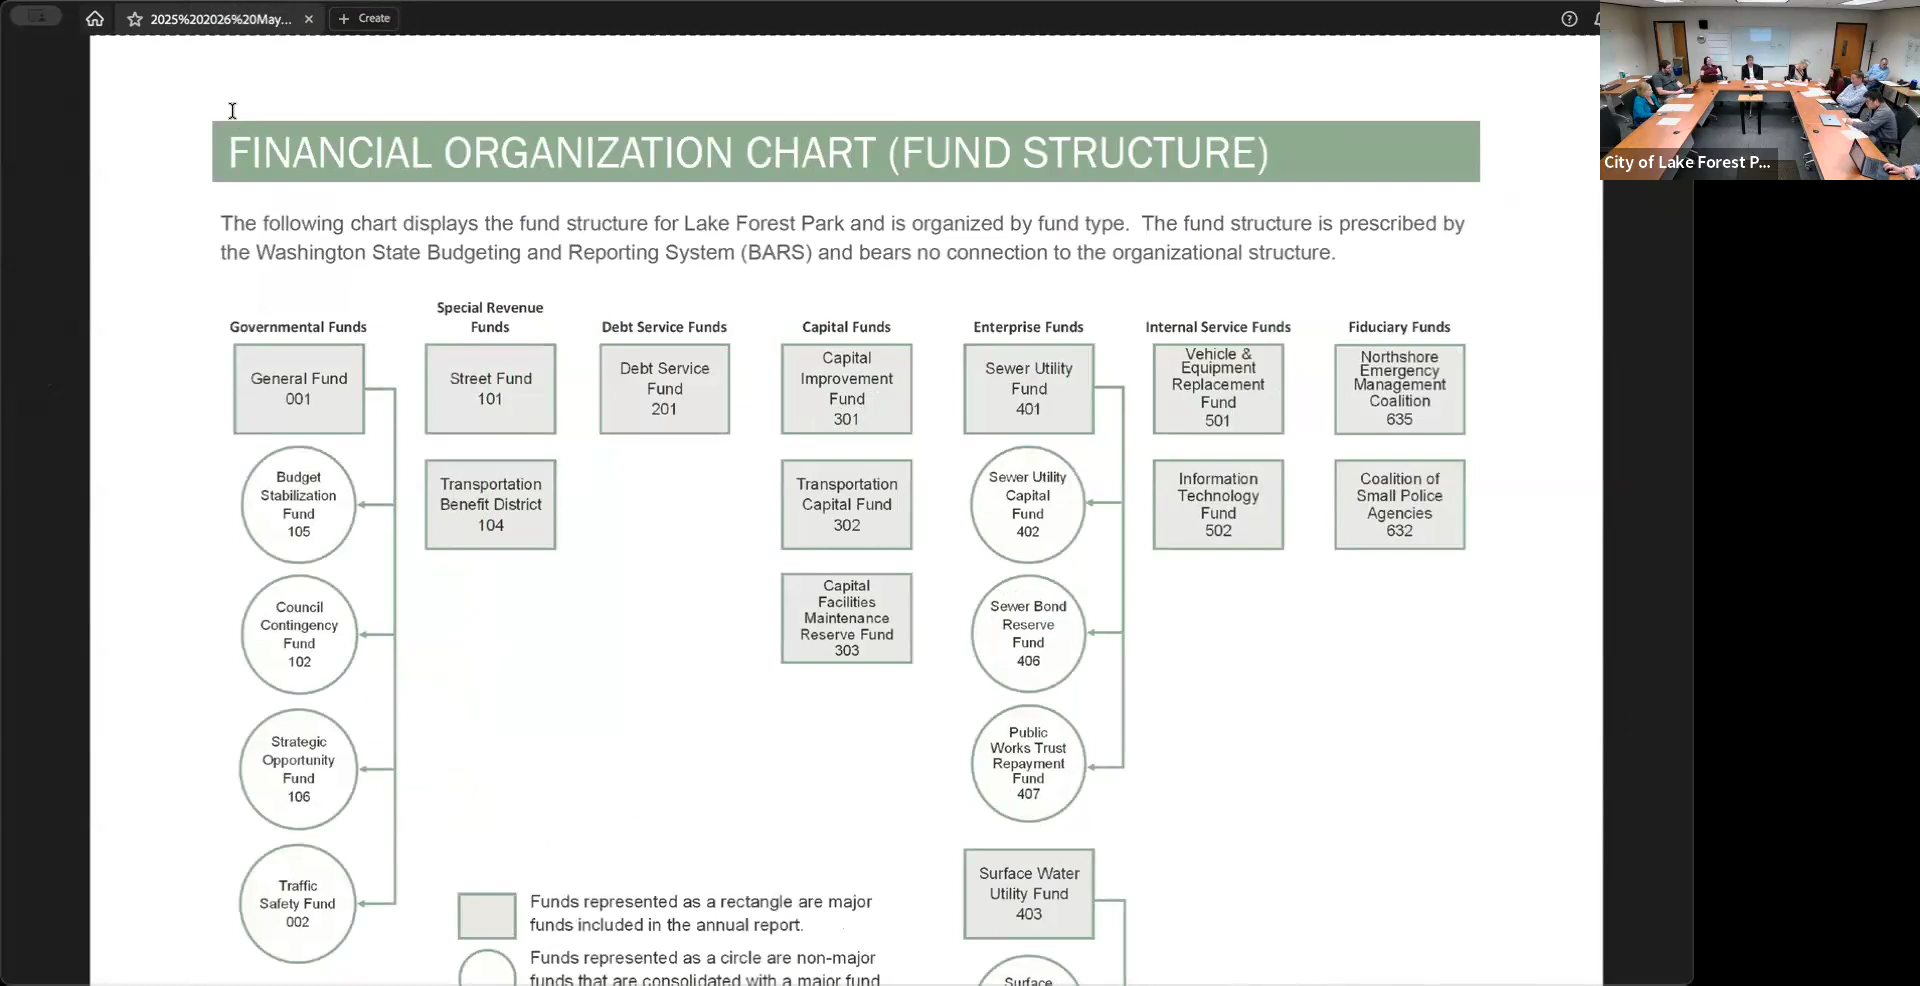 2025%202026%20May...
Create
City of Lake Forest P...
FINANCIAL ORGANIZATION CHART (FUND STRUCTURE)
The following chart displays the fund structure for Lake Forest Park and is organized by fund type. The fund structure is prescribed by
the Washington State Budgeting and Reporting System (BARS) and bears no connection to the organizational structure.
Governmental Funds
General Fund
001
Budget
Stabilization
Fund
105
Council
Contingency
Fund
102
Strategic
Opportunity
Fund
106
Traffic
Safety Fund
002
Special Revenue
Funds
Street Fund
101
Transportation
Benefit District
104
Debt Service Funds
Debt Service
Fund
201
Capital Funds
Capital
Improvement
Fund
301
Transportation
Capital Fund
302
Capital
Facilities
Maintenance
Reserve Fund
303
Enterprise Funds
Sewer Utility
Fund
401
Sewer Utility
Capital
Fund
402
Sewer Bond
Reserve
Fund
406
Public
Works Trust
Repayment
Fund
407
Surface Water
Utility Fund
403
Surface
Internal Service Funds
Vehicle &
Equipment
Replacement
Fund
501
Information
Technology
Fund
502
Fiduciary Funds
Northshore
Emergency
Management
Coalition
635
Coalition of
Small Police
Agencies
632
Funds represented as a rectangle are major
funds included in the annual report.
Funds represented as a circle are non-major
funds that are consolidated with a major fund